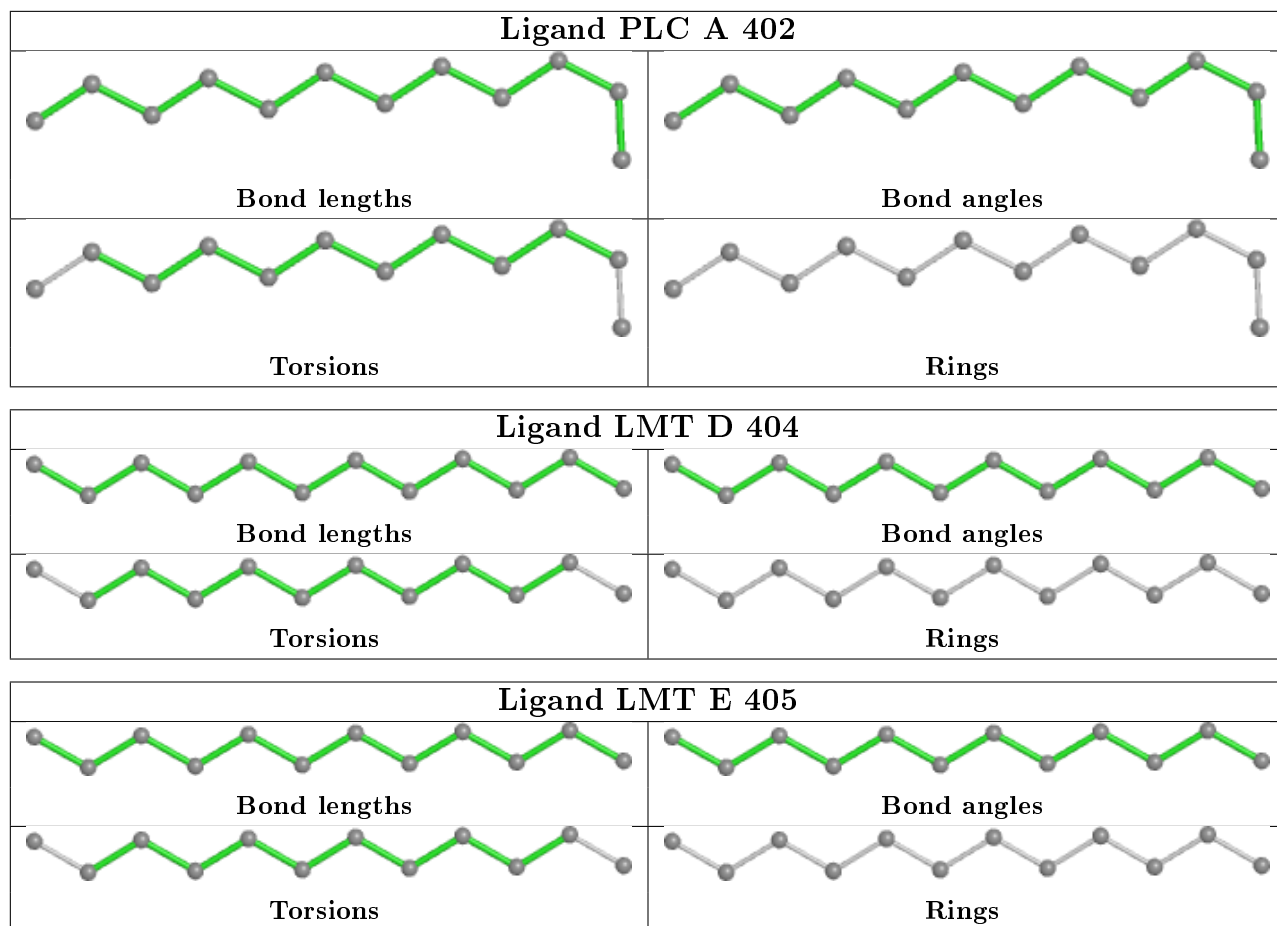 Ligand PLC A 402
Bond lengths
Bond angles
Torsions
Rings
Ligand LMT D 404
Bond lengths
Bond angles
Torsions
Rings
Ligand LMT E 405
Bond lengths
Bond angles
Torsions
Rings